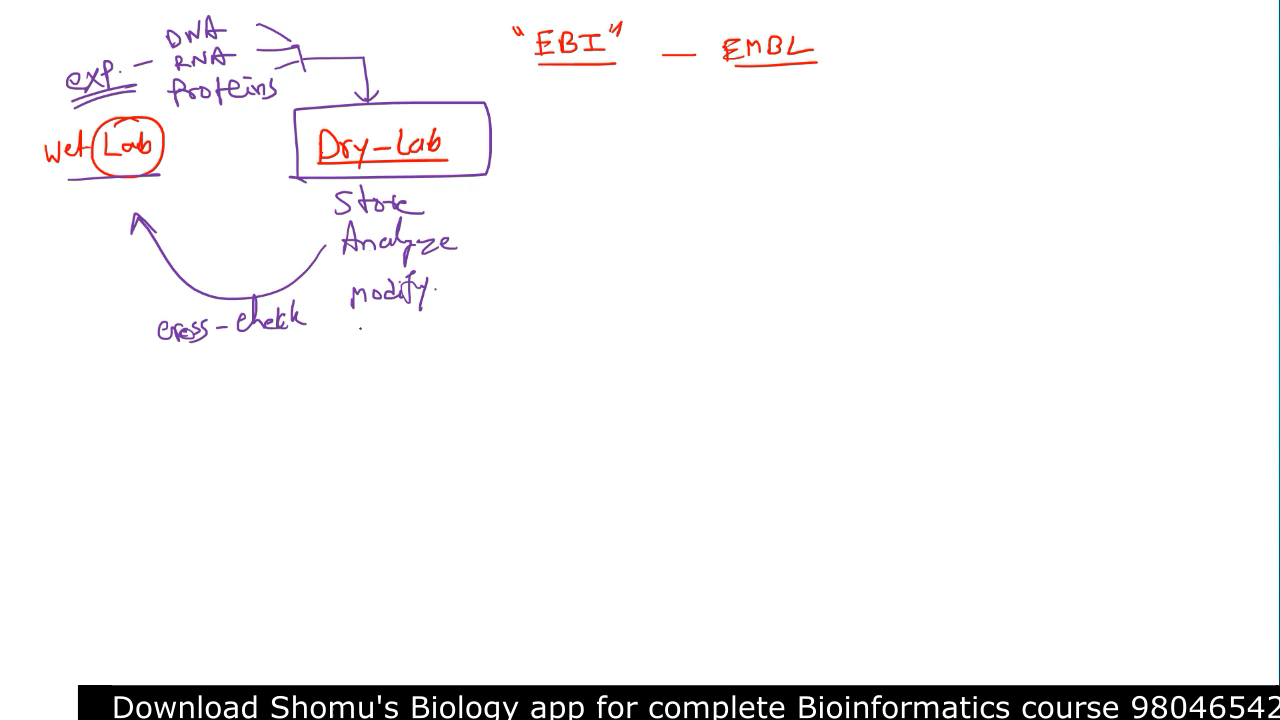 exp. — DNA
RNA
Proteins
Wet Lab
Dry-Lab
Store
Analyze
modify.
cross-check
"EBI" — EMBL
Download Shomu's Biology app for complete Bioinformatics course 98046542